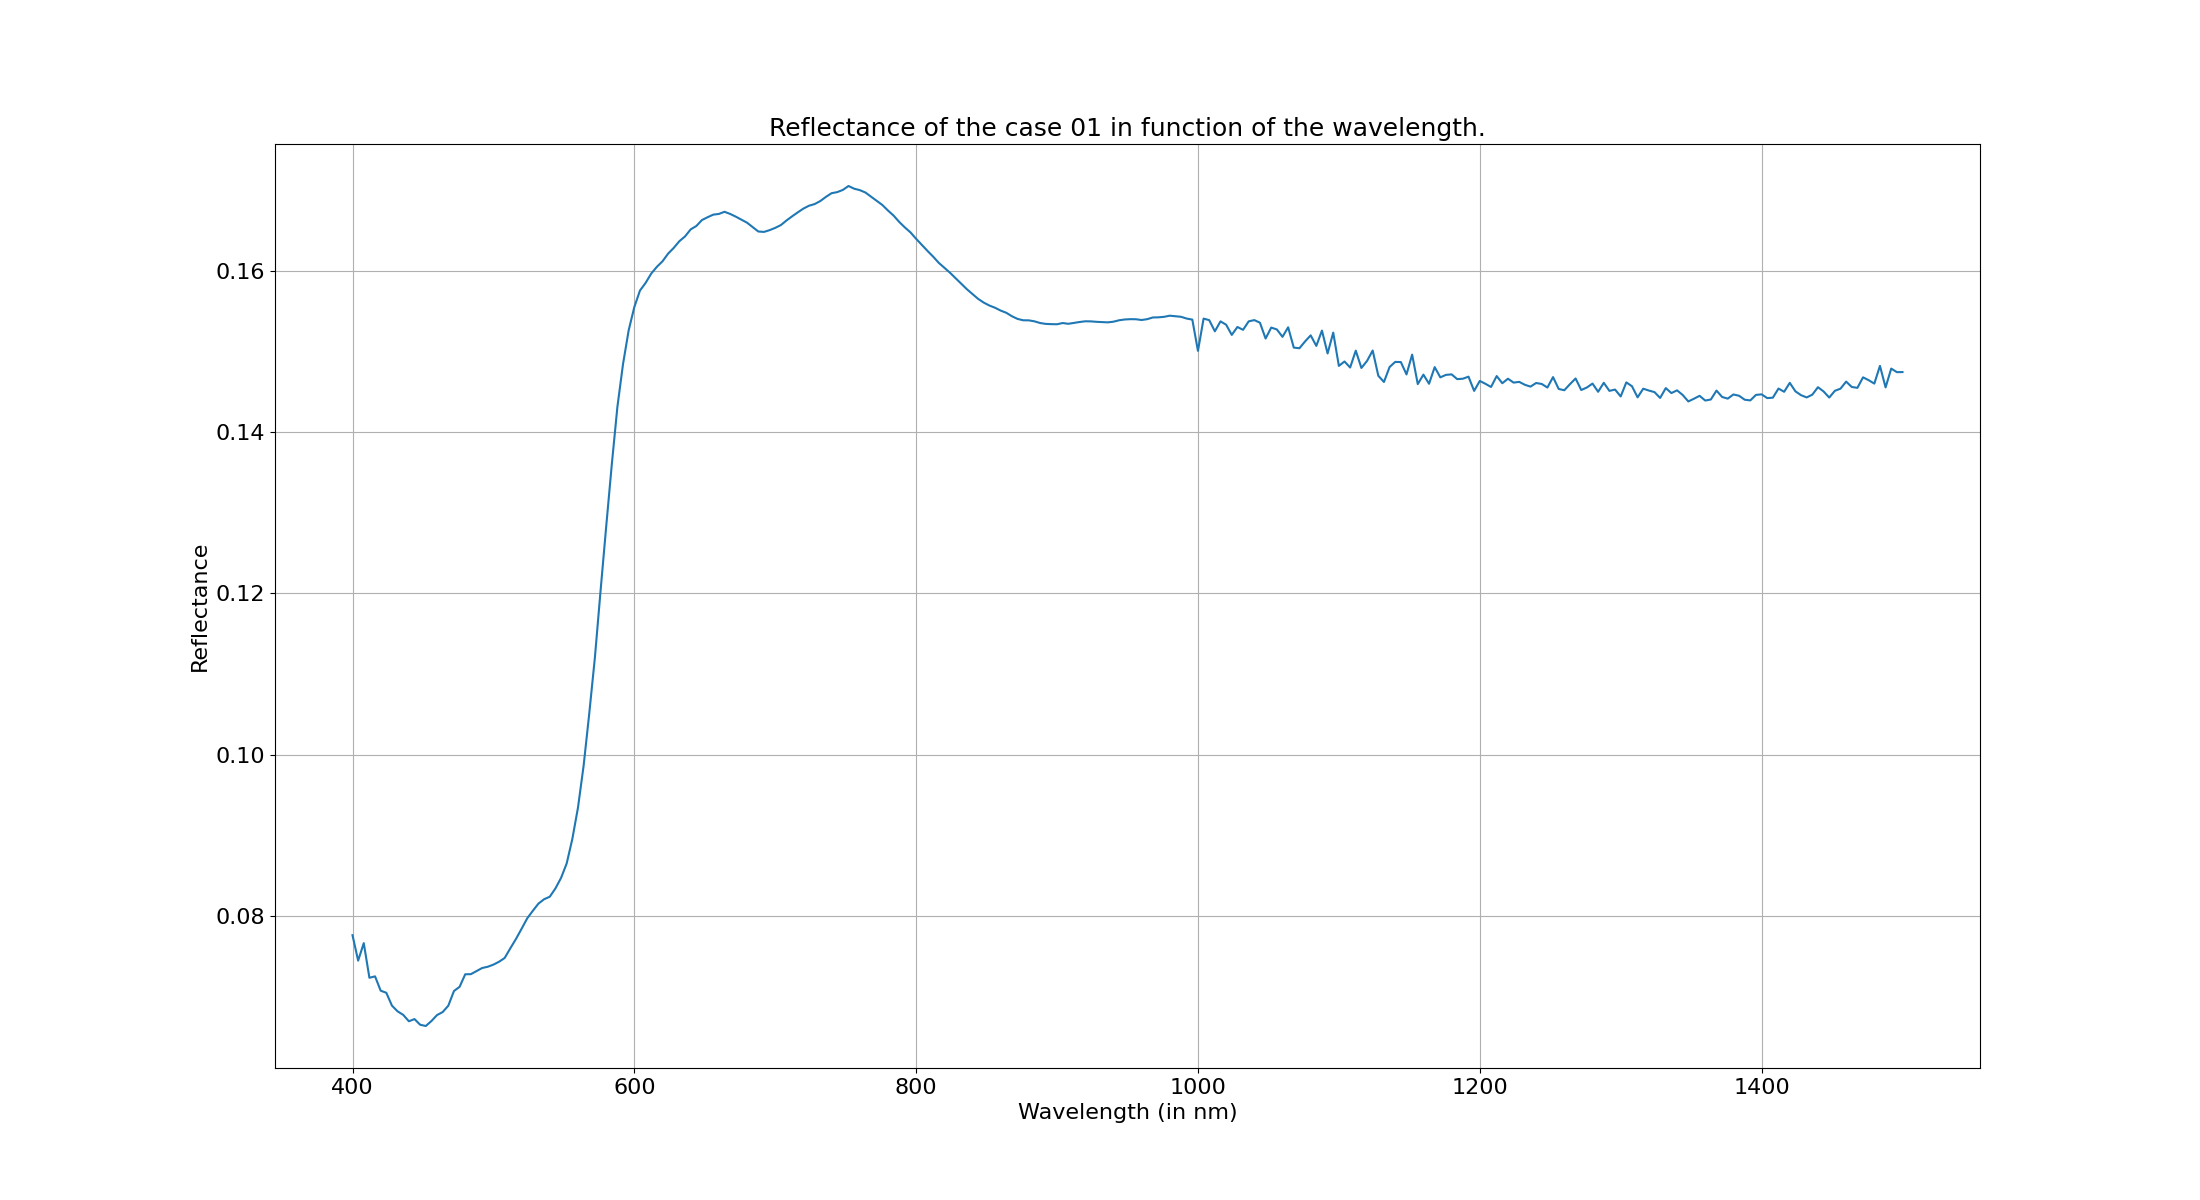 Reflectance of the case 01 in function of the wavelength.
Reflectance
0.16
0.14
0.12
0.10
0.08
400 600 800 1000 1200 1400
Wavelength (in nm)